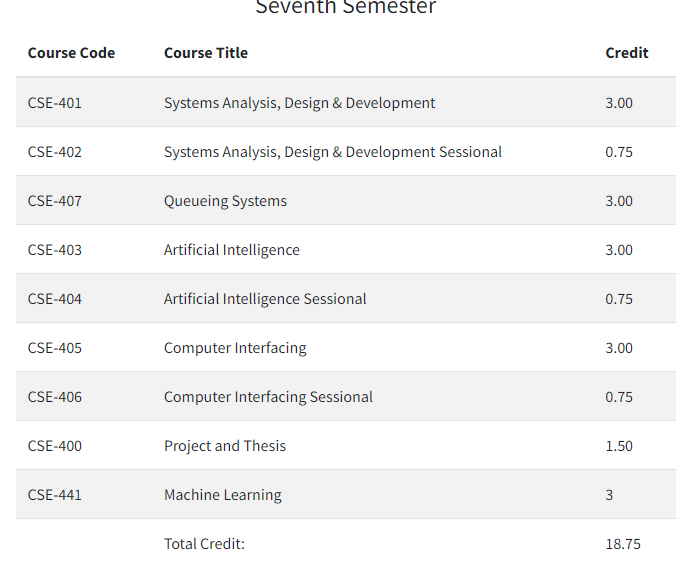 Seventh Semester
Course Code Course Title Credit
CSE-401 Systems Analysis, Design & Development 3.00
CSE-402 Systems Analysis, Design & Development Sessional 0.75
CSE-407 Queueing Systems 3.00
CSE-403 Artificial Intelligence 3.00
CSE-404 Artificial Intelligence Sessional 0.75
CSE-405 Computer Interfacing 3.00
CSE-406 Computer Interfacing Sessional 0.75
CSE-400 Project and Thesis 1.50
CSE-441 Machine Learning 3
Total Credit: 18.75